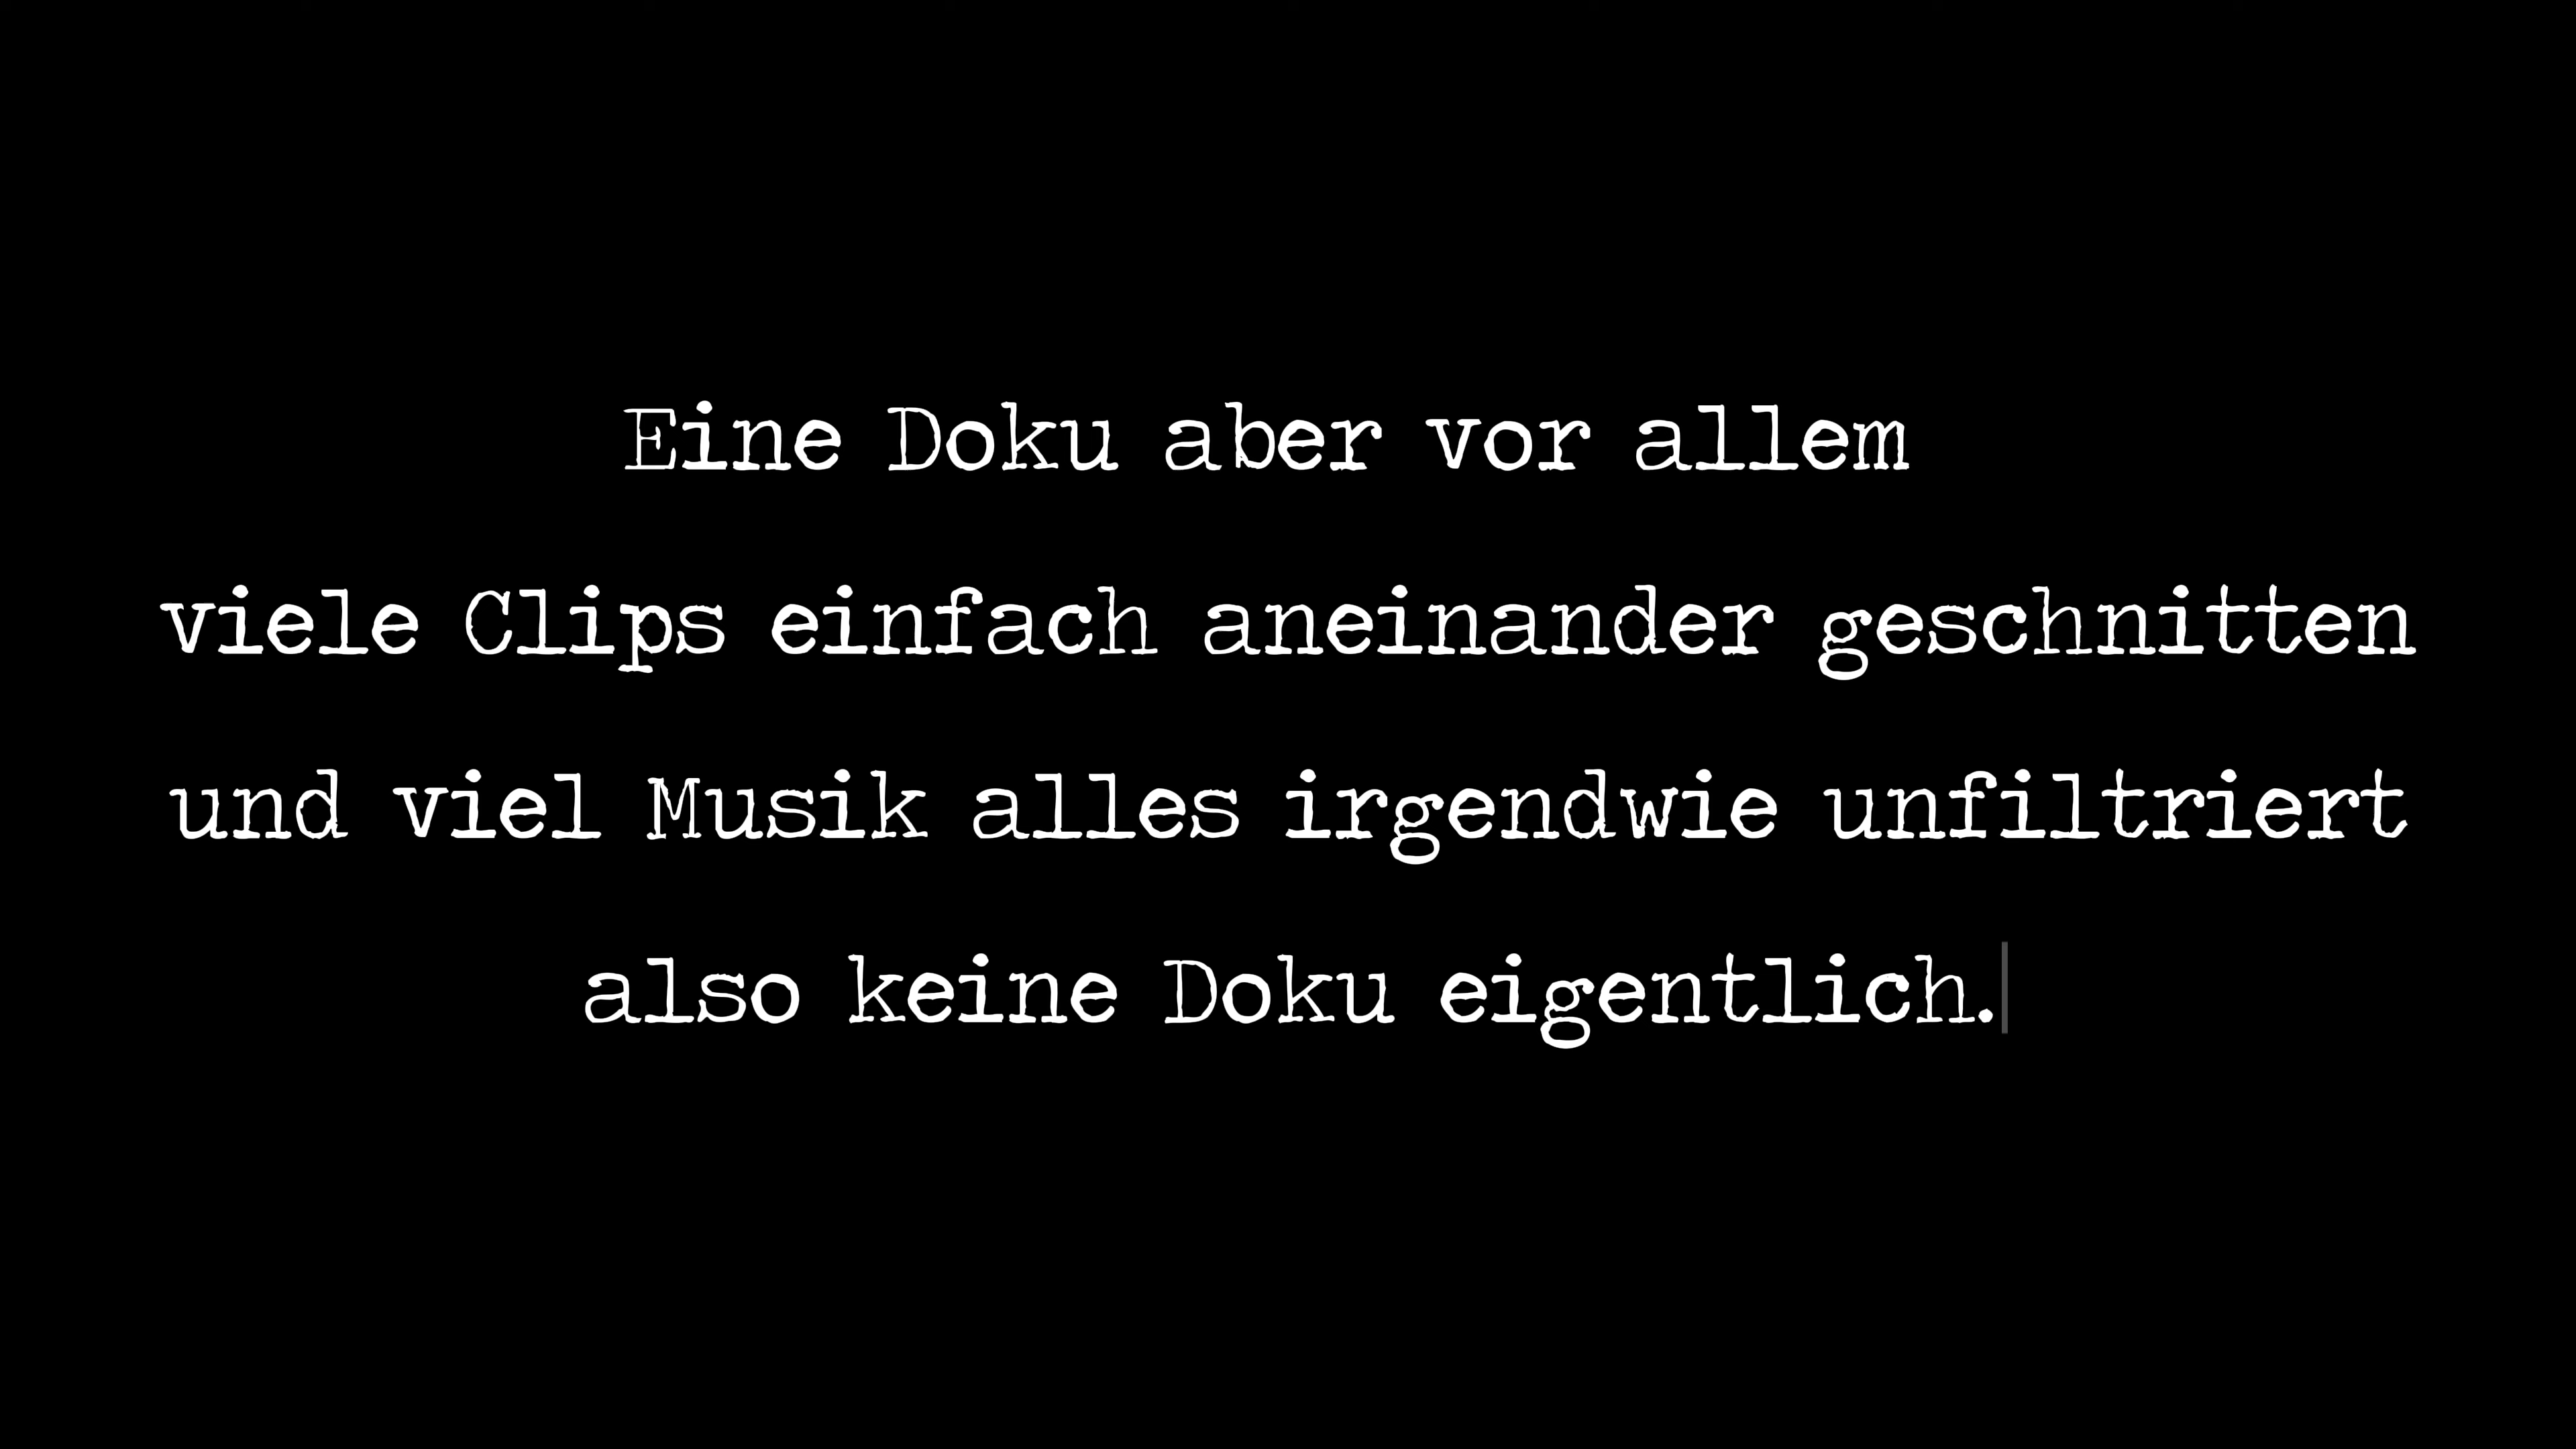 Eine Doku aber vor allem
viele Clips einfach aneinander geschnitten
und viel Musik alles irgendwie unfiltriert
also keine Doku eigentlich.